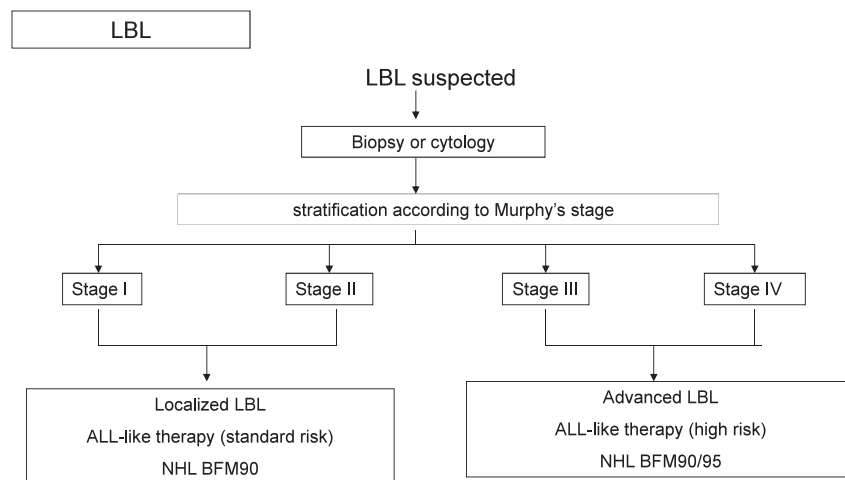 LBL
LBL suspected
Biopsy or cytology
stratification according to Murphy's stage
Stage I
Stage II
Stage III
Stage IV
Localized LBL
ALL-like therapy (standard risk)
NHL BFM90
Advanced LBL
ALL-like therapy (high risk)
NHL BFM90/95